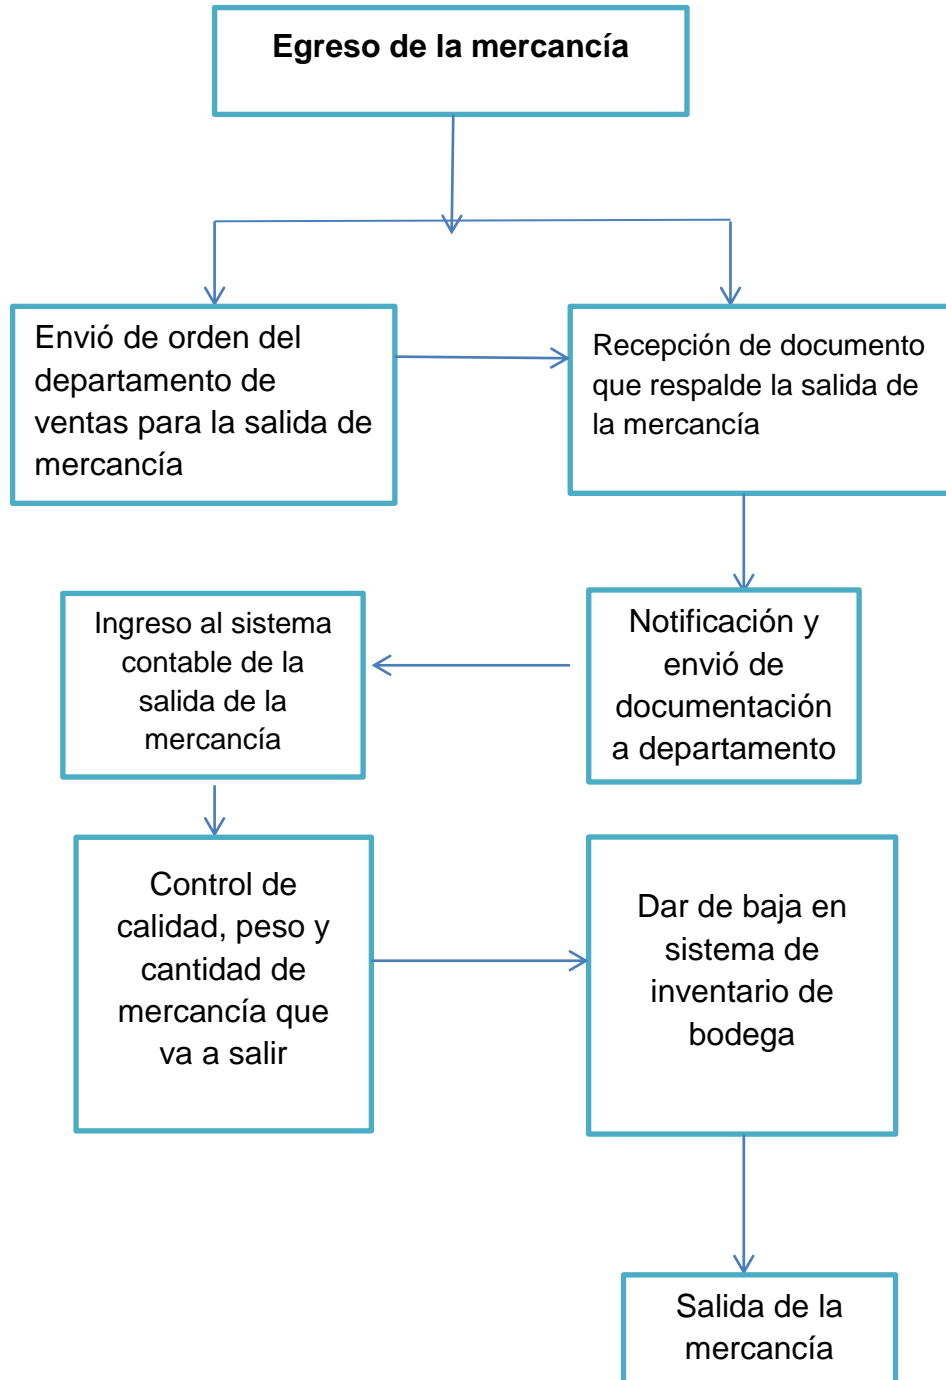 Egreso de la mercancía
Envió de orden del
departamento de
ventas para la salida de
mercancía
Recepción de documento
que respalde la salida de
la mercancía
Notificación y
envió de
documentación
a departamento
Ingreso al sistema
contable de la
salida de la
mercancía
Control de
calidad, peso y
cantidad de
mercancía que
va a salir
Dar de baja en
sistema de
inventario de
bodega
Salida de la
mercancía